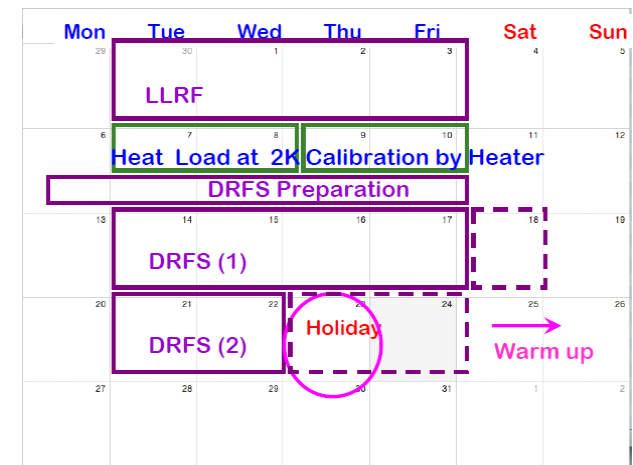 Mon Tue Wed Thu Fri Sat Sun
29 30 1 2 3 4 5
LLRF
6 7 8 9 10 11 12
Heat Load at 2K Calibration by Heater
DRFS Preparation
13 14 15 16 17 18 19
DRFS (1)
20 21 22 23 24 25 26
Holiday
DRFS (2)
Warm up
27 28 29 30 31 1 2